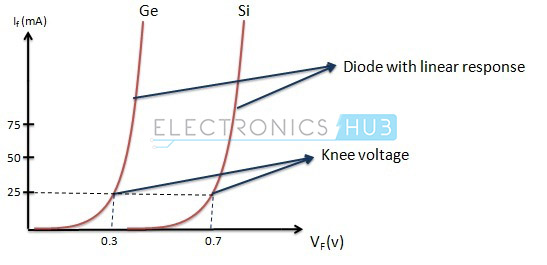 Ge Si
If (mA)
Diode with linear response
75
ELECTRONICS HUB
50
Knee voltage
25
0.3 0.7
VF(v)